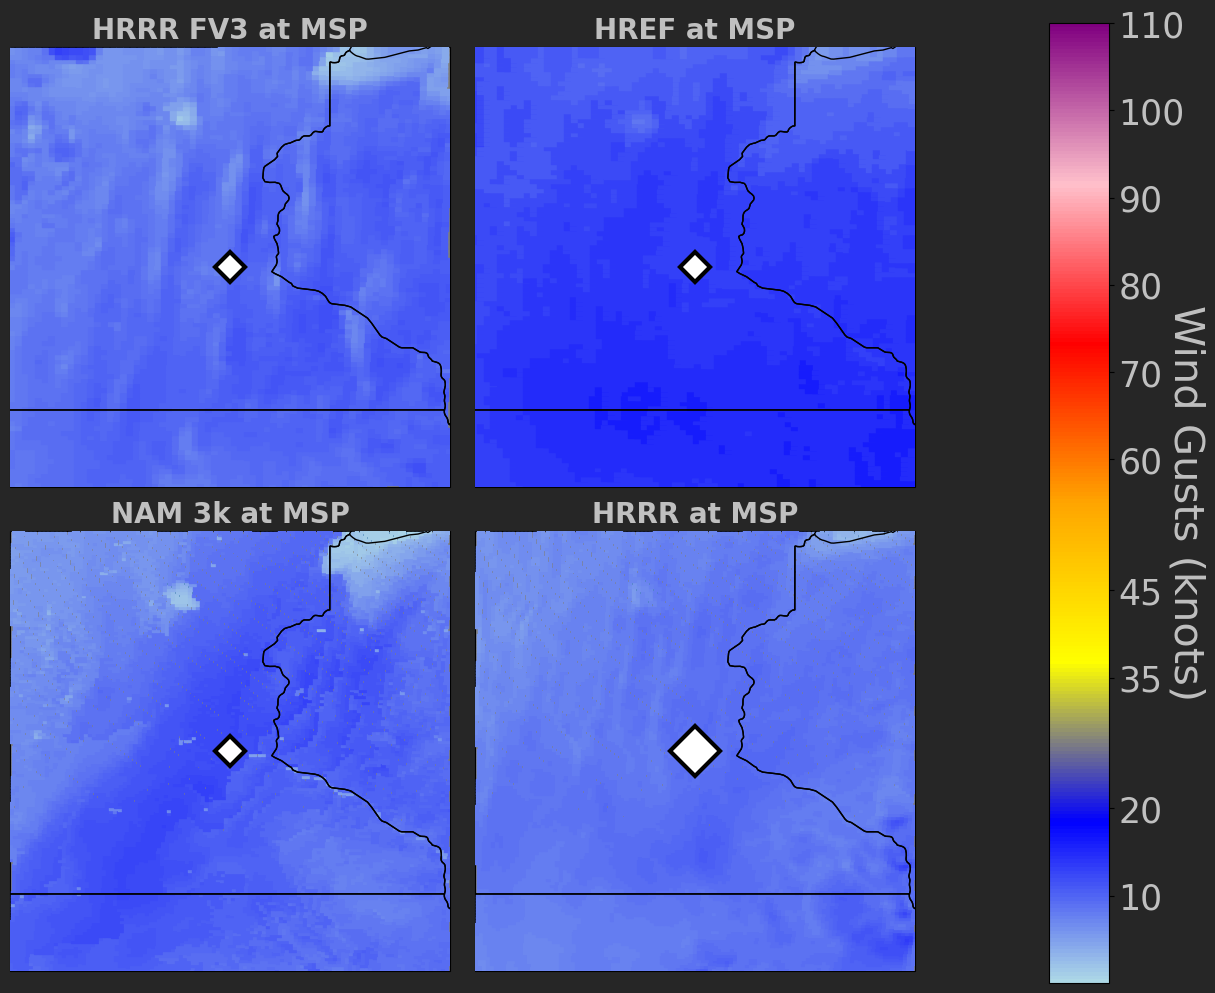 HRRR FV3 at MSP
HREF at MSP
NAM 3k at MSP
HRRR at MSP
110
100
90
80
70
60
45
35
20
10
Wind Gusts (knots)